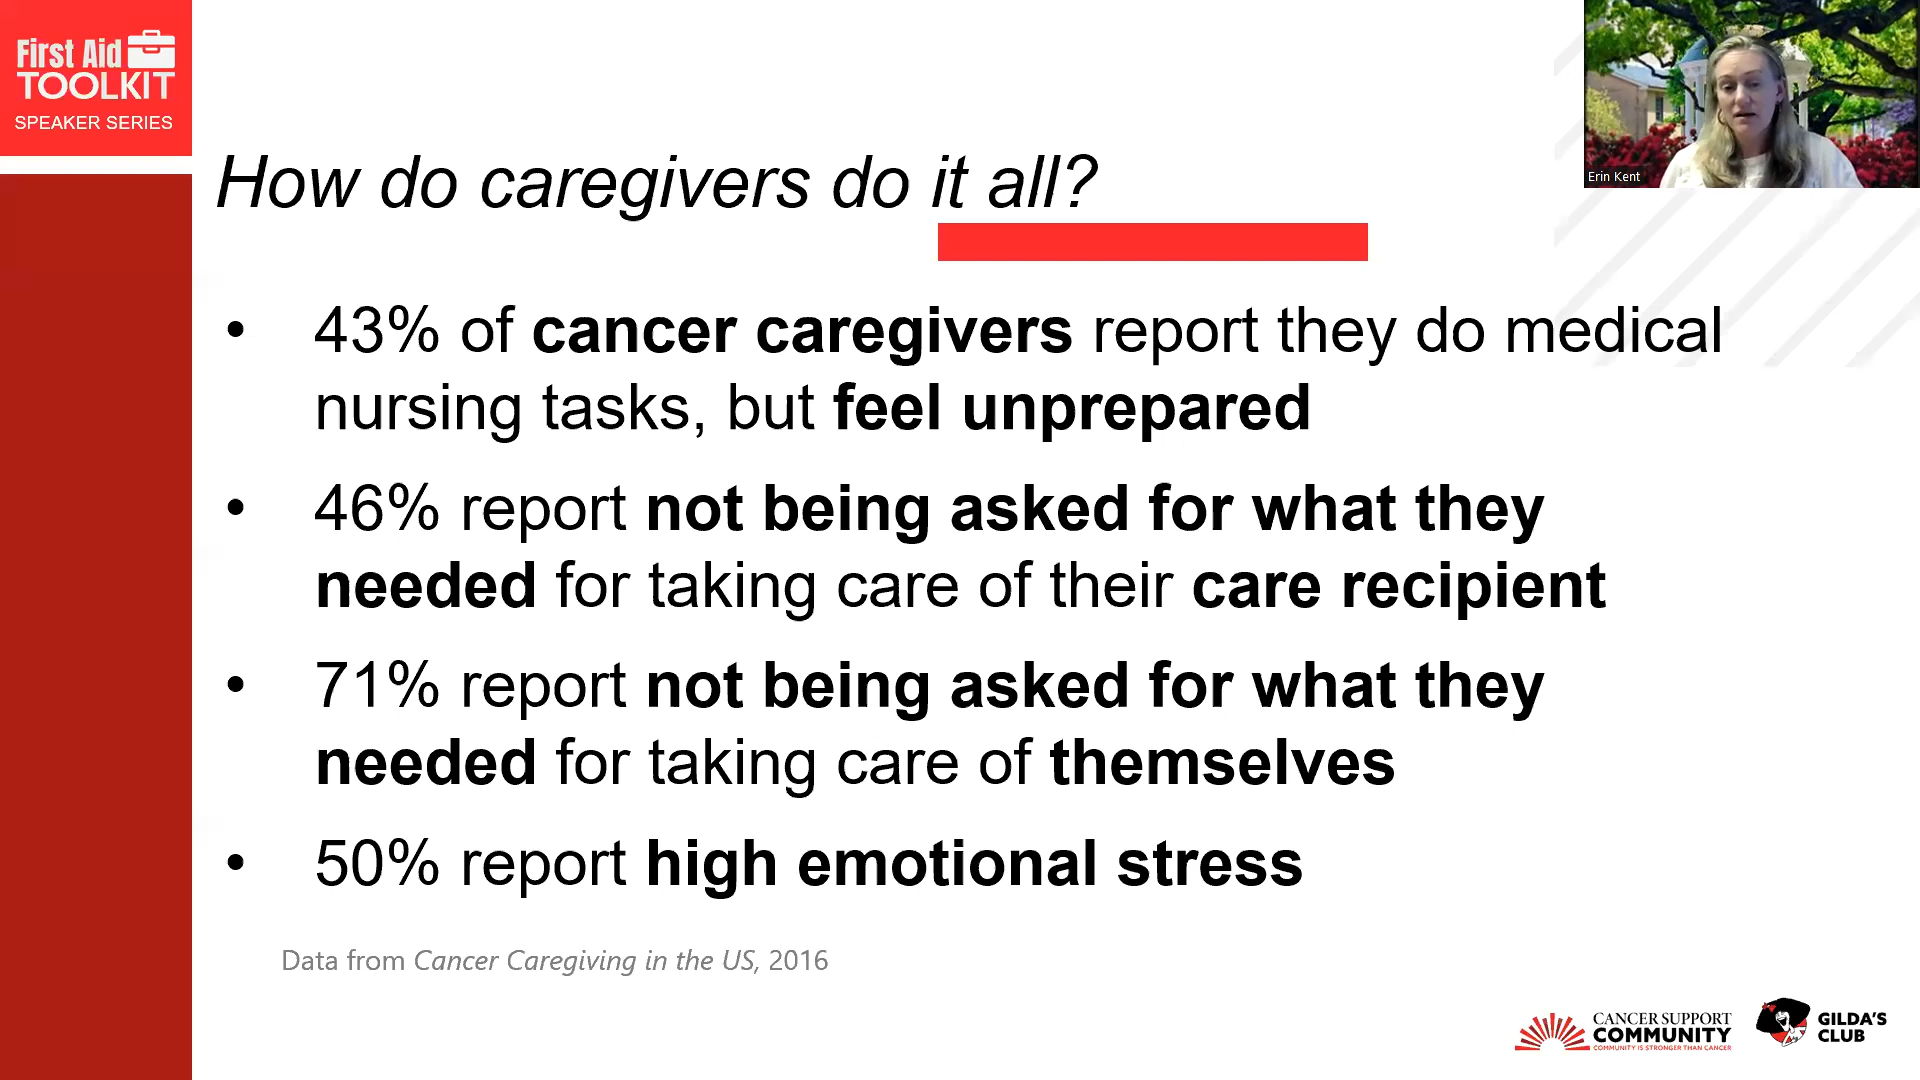 First Aid
TOOLKIT
SPEAKER SERIES
Erin Kent
How do caregivers do it all?
• 43% of cancer caregivers report they do medical
nursing tasks, but feel unprepared
• 46% report not being asked for what they
needed for taking care of their care recipient
• 71% report not being asked for what they
needed for taking care of themselves
• 50% report high emotional stress
Data from Cancer Caregiving in the US, 2016
CANCER SUPPORT
COMMUNITY
COMMUNITY IS STRONGER THAN CANCER
GILDA'S
CLUB